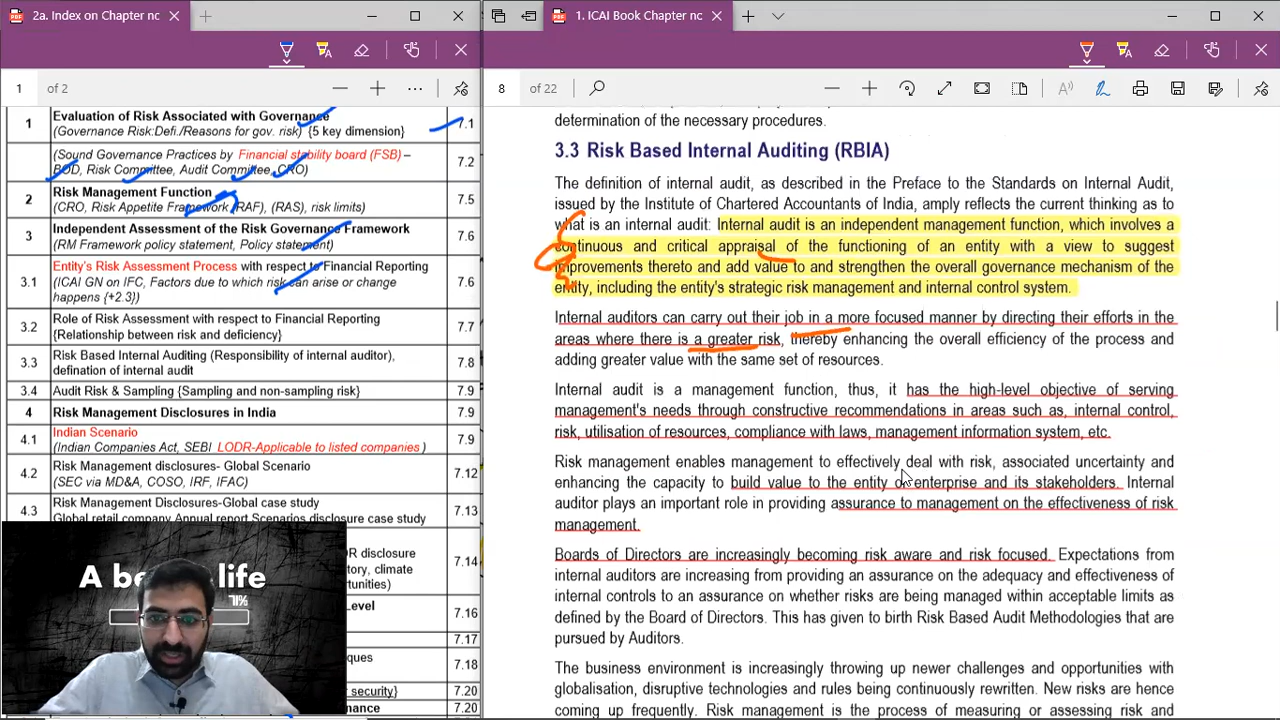 2a. Index on Chapter nc
1 of 2
1 Evaluation of Risk Associated with Governance
(Governance Risk:Defi./Reasons for gov. risk) {5 key dimension} 7.1
(Sound Governance Practices by Financial stability board (FSB) – 7.2
BOD, Risk Committee, Audit Committee, CRO)
2 Risk Management Function
(CRO, Risk Appetite Framework (RAF), (RAS), risk limits) 7.5
3 Independent Assessment of the Risk Governance Framework
(RM Framework policy statement, Policy statement) 7.6
3.1 Entity's Risk Assessment Process with respect to Financial Reporting
(ICAI GN on IFC, Factors due to which risk can arise or change 7.6
happens {+2.3})
3.2 Role of Risk Assessment with respect to Financial Reporting 7.7
{Relationship between risk and deficiency}
3.3 Risk Based Internal Auditing (Responsibility of internal auditor), 7.8
defination of internal audit
3.4 Audit Risk & Sampling {Sampling and non-sampling risk) 7.9
4 Risk Management Disclosures in India 7.9
4.1 Indian Scenario 7.9
(Indian Companies Act, SEBI LODR-Applicable to listed companies)
4.2 Risk Management disclosures- Global Scenario 7.12
(SEC via MD&A, COSO, IRF, IFAC)
4.3 Risk Management Disclosures-Global case study 7.13
Global retail company Annual report Scenarios disclosure case study
DR disclosure
tory, climate 7.14
ortunities)
Level 7.16
7.17
ques 7.18
r security} 7.20
nance 7.20
life
71%
1. ICAI Book Chapter nc
8 of 22
determination of the necessary procedures.
3.3 Risk Based Internal Auditing (RBIA)
The definition of internal audit, as described in the Preface to the Standards on Internal Audit,
issued by the Institute of Chartered Accountants of India, amply reflects the current thinking as to
what is an internal audit: Internal audit is an independent management function, which involves a
continuous and critical appraisal of the functioning of an entity with a view to suggest
improvements thereto and add value to and strengthen the overall governance mechanism of the
entity, including the entity's strategic risk management and internal control system.
Internal auditors can carry out their job in a more focused manner by directing their efforts in the
areas where there is a greater risk, thereby enhancing the overall efficiency of the process and
adding greater value with the same set of resources.
Internal audit is a management function, thus, it has the high-level objective of serving
management's needs through constructive recommendations in areas such as, internal control,
risk, utilisation of resources, compliance with laws, management information system, etc.
Risk management enables management to effectively deal with risk, associated uncertainty and
enhancing the capacity to build value to the entity or enterprise and its stakeholders. Internal
auditor plays an important role in providing assurance to management on the effectiveness of risk
management.
Boards of Directors are increasingly becoming risk aware and risk focused. Expectations from
internal auditors are increasing from providing an assurance on the adequacy and effectiveness of
internal controls to an assurance on whether risks are being managed within acceptable limits as
defined by the Board of Directors. This has given to birth Risk Based Audit Methodologies that are
pursued by Auditors.
The business environment is increasingly throwing up newer challenges and opportunities with
globalisation, disruptive technologies and rules being continuously rewritten. New risks are hence
coming up frequently. Risk management is the process of measuring or assessing risk and